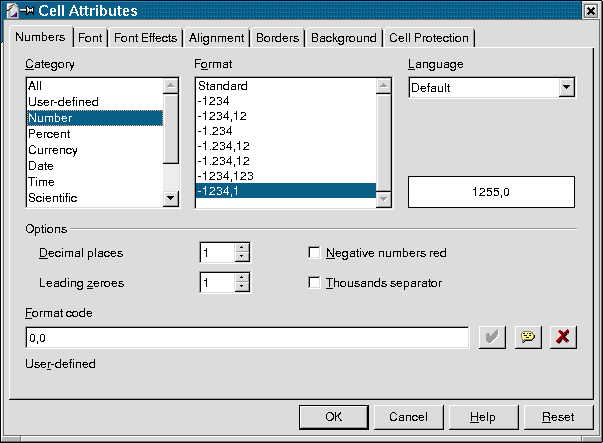 Cell Attributes
Numbers Font Font Effects Alignment Borders Background Cell Protection
Category Format Language
All Standard Default
User-defined -1234
Number -1234,12
Percent -1.234
Currency -1.234,12
Date -1.234,12
Time -1234,123
Scientific -1234,1 1255,0
Options
Decimal places 1 Negative numbers red
Leading zeroes 1 Thousands separator
Format code
0,0
User-defined
OK Cancel Help Reset